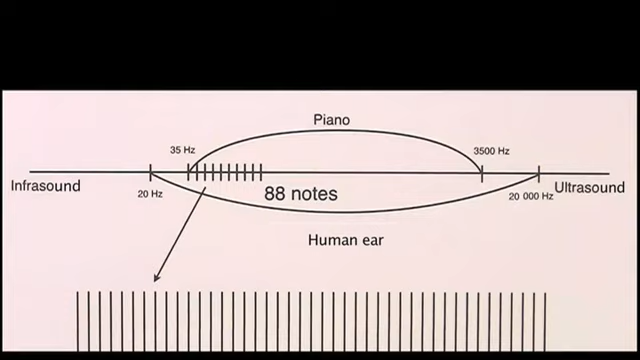 Piano
35 Hz
3500 Hz
Infrasound
Ultrasound
20 Hz
88 notes
20 000 Hz
Human ear